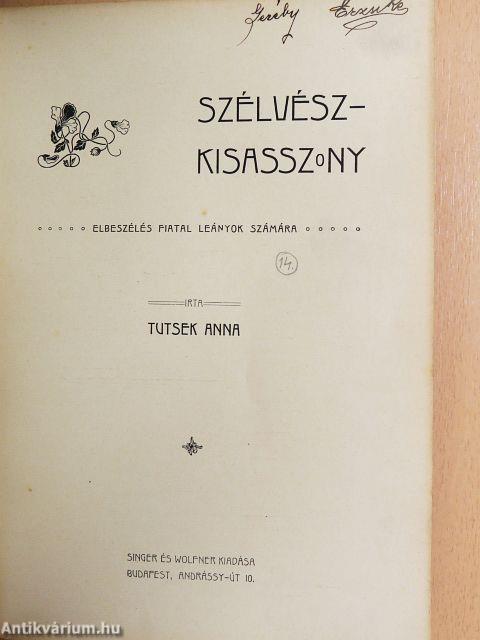 Geréby Erzsike
SZÉLVÉSZ-
KISASSZONY
ELBESZÉLÉS FIATAL LEÁNYOK SZÁMÁRA
14.
IRTA
TUTSEK ANNA
SINGER ÉS WOLFNER KIADÁSA
BUDAPEST, ANDRÁSSY-ÚT 10.
Antikvárium.hu